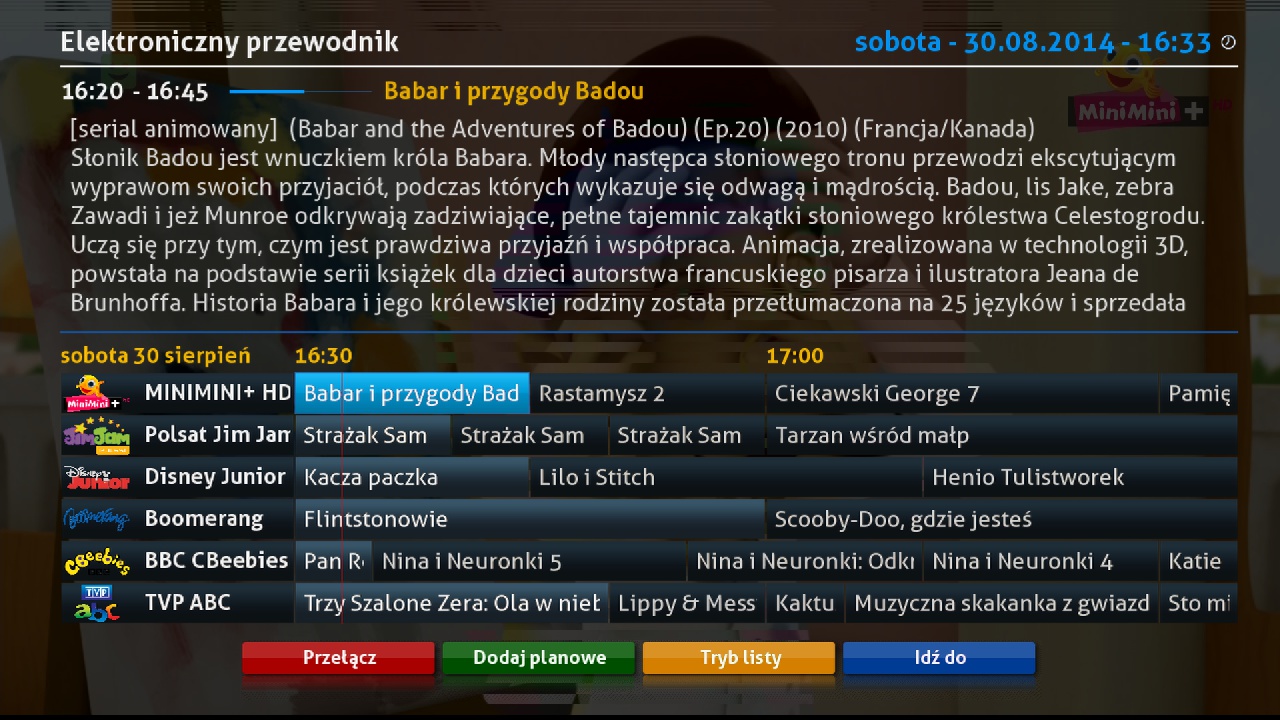 Elektroniczny przewodnik
sobota - 30.08.2014 - 16:33
16:20 - 16:45 Babar i przygody Badou
MiniMini+ HD
[serial animowany] (Babar and the Adventures of Badou) (Ep.20) (2010) (Francja/Kanada)
Słonik Badou jest wnuczkiem króla Babara. Młody następca słoniowego tronu przewodzi ekscytującym
wyprawom swoich przyjaciół, podczas których wykazuje się odwagą i mądrością. Badou, lis Jake, zebra
Zawadi i jeż Munroe odkrywają zadziwiające, pełne tajemnic zakątki słoniowego królestwa Celestogrodu.
Uczą się przy tym, czym jest prawdziwa przyjaźń i współpraca. Animacja, zrealizowana w technologii 3D,
powstała na podstawie serii książek dla dzieci autorstwa francuskiego pisarza i ilustratora Jeana de
Brunhoffa. Historia Babara i jego królewskiej rodziny została przetłumaczona na 25 języków i sprzedała
sobota 30 sierpień 16:30 17:00
MiniMini+ MINIMINI+ HD Babar i przygody Bad Rastamysz 2 Ciekawski George 7 Pamię
JimJam Polsat Jim Jam Strażak Sam Strażak Sam Strażak Sam Tarzan wśród małp
Disney Junior Disney Junior Kacza paczka Lilo i Stitch Henio Tulistworek
Boomerang Boomerang Flintstonowie Scooby-Doo, gdzie jesteś
CBeebies BBC CBeebies Pan R Nina i Neuronki 5 Nina i Neuronki: Odkr Nina i Neuronki 4 Katie
TVP abc TVP ABC Trzy Szalone Zera: Ola w nieb Lippy & Mess Kaktu Muzyczna skakanka z gwiazd Sto mi
Przełącz Dodaj planowe Tryb listy Idź do